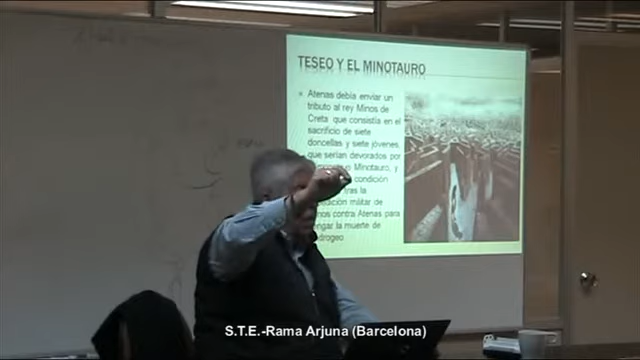 TESEO Y EL MINOTAURO
Atenas debía enviar un
tributo al rey Minos de
Creta que consistía en el
sacrificio de siete
doncellas y siete jóvenes,
que serían devorados por
Minotauro, y
condición
tras la
militar de
contra Atenas para
la muerte de
S.T.E.-Rama Arjuna (Barcelona)